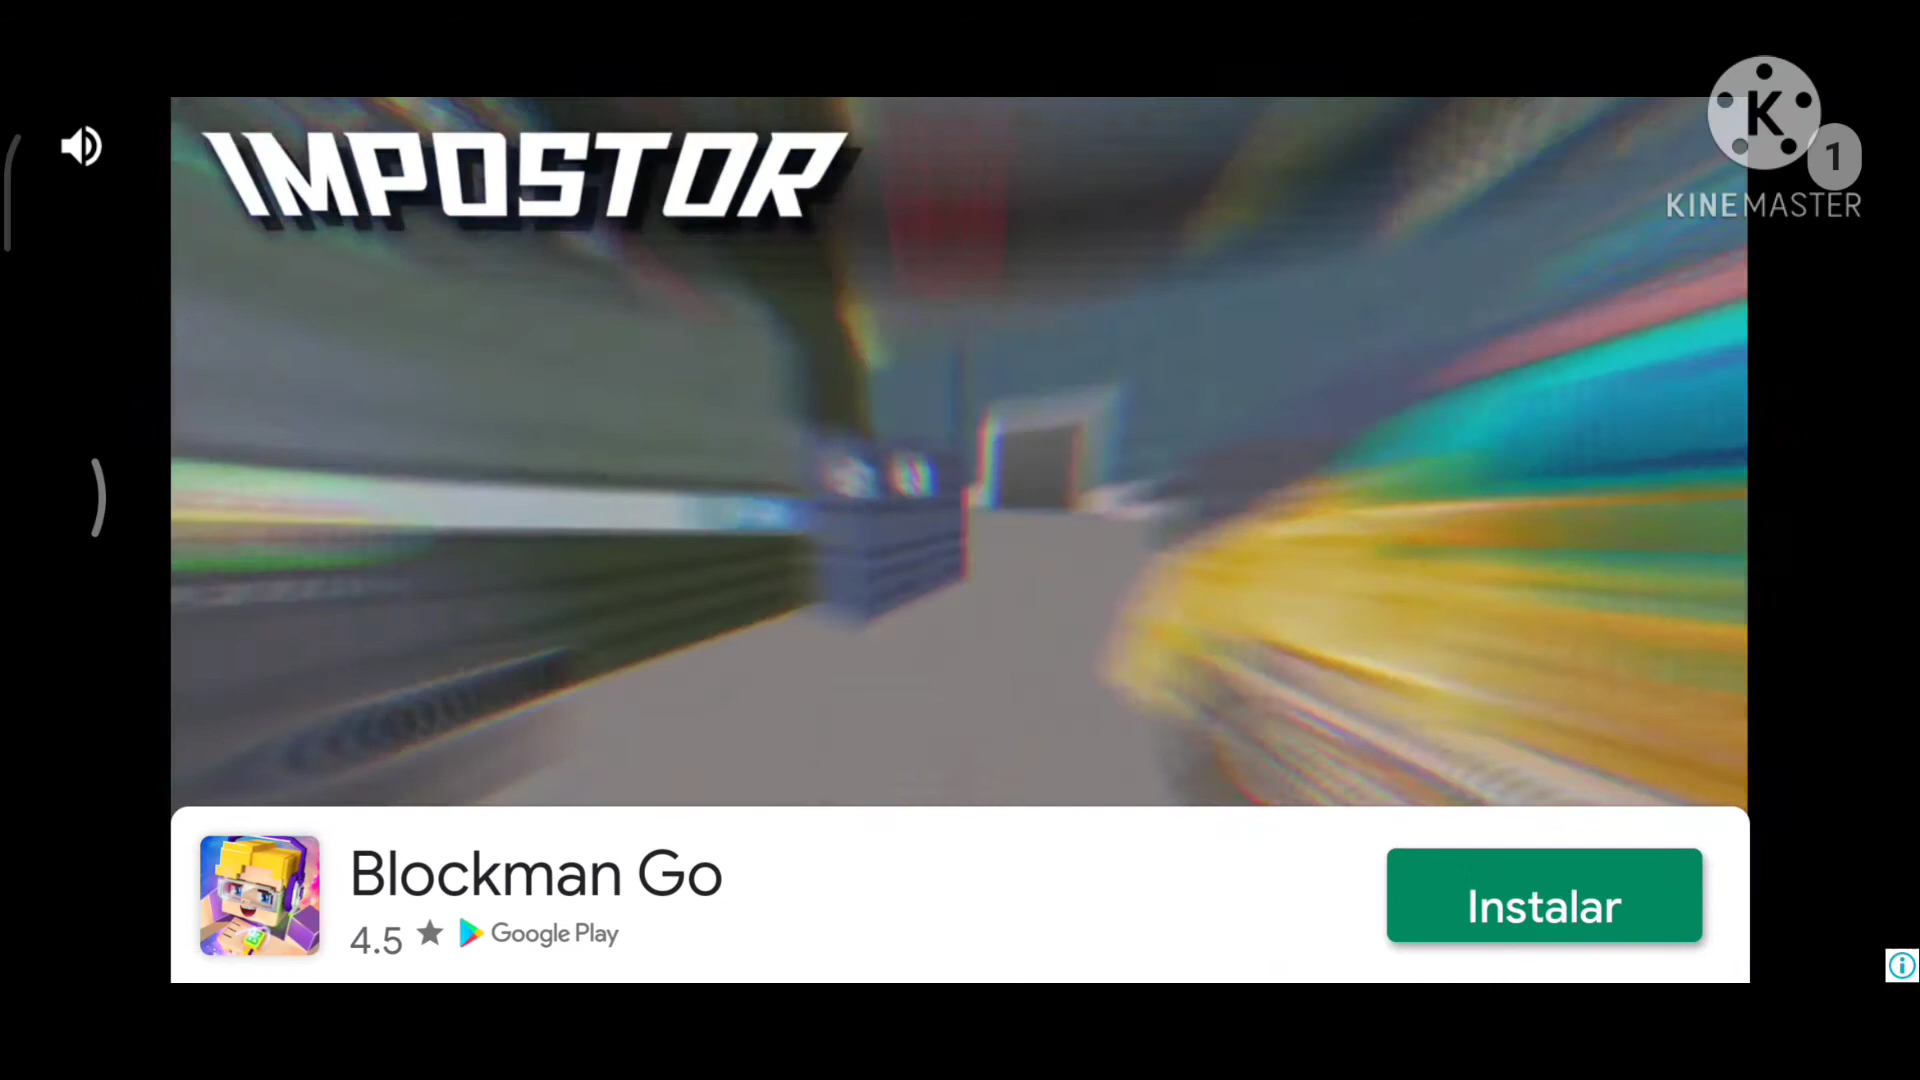 IMPOSTOR
K
1
KINEMASTER
Blockman Go
4.5 ★ Google Play
Instalar